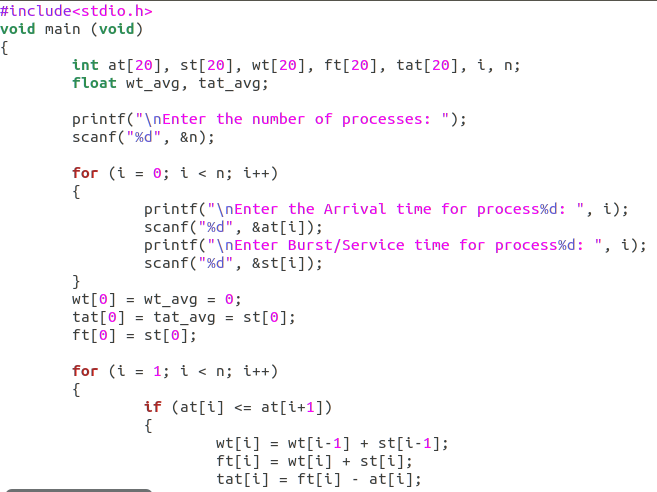 #include<stdio.h>
void main (void)
{
        int at[20], st[20], wt[20], ft[20], tat[20], i, n;
        float wt_avg, tat_avg;

        printf("\nEnter the number of processes: ");
        scanf("%d", &n);

        for (i = 0; i < n; i++)
        {
                printf("\nEnter the Arrival time for process%d: ", i);
                scanf("%d", &at[i]);
                printf("\nEnter Burst/Service time for process%d: ", i);
                scanf("%d", &st[i]);
        }
        wt[0] = wt_avg = 0;
        tat[0] = tat_avg = st[0];
        ft[0] = st[0];

        for (i = 1; i < n; i++)
        {
                if (at[i] <= at[i+1])
                {
                        wt[i] = wt[i-1] + st[i-1];
                        ft[i] = wt[i] + st[i];
                        tat[i] = ft[i] - at[i];